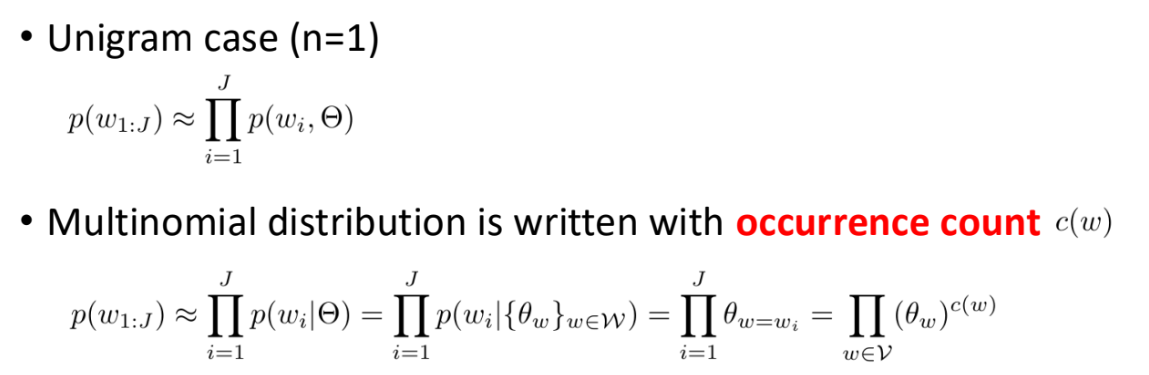 • Unigram case (n=1)
$p(w_{1:J}) \approx \prod_{i=1}^{J} p(w_i, \Theta)$
• Multinomial distribution is written with occurrence count $c(w)$
$p(w_{1:J}) \approx \prod_{i=1}^{J} p(w_i|\Theta) = \prod_{i=1}^{J} p(w_i|\{\theta_w\}_{w \in \mathcal{W}}) = \prod_{i=1}^{J} \theta_{w=w_i} = \prod_{w \in \mathcal{V}} (\theta_w)^{c(w)}$